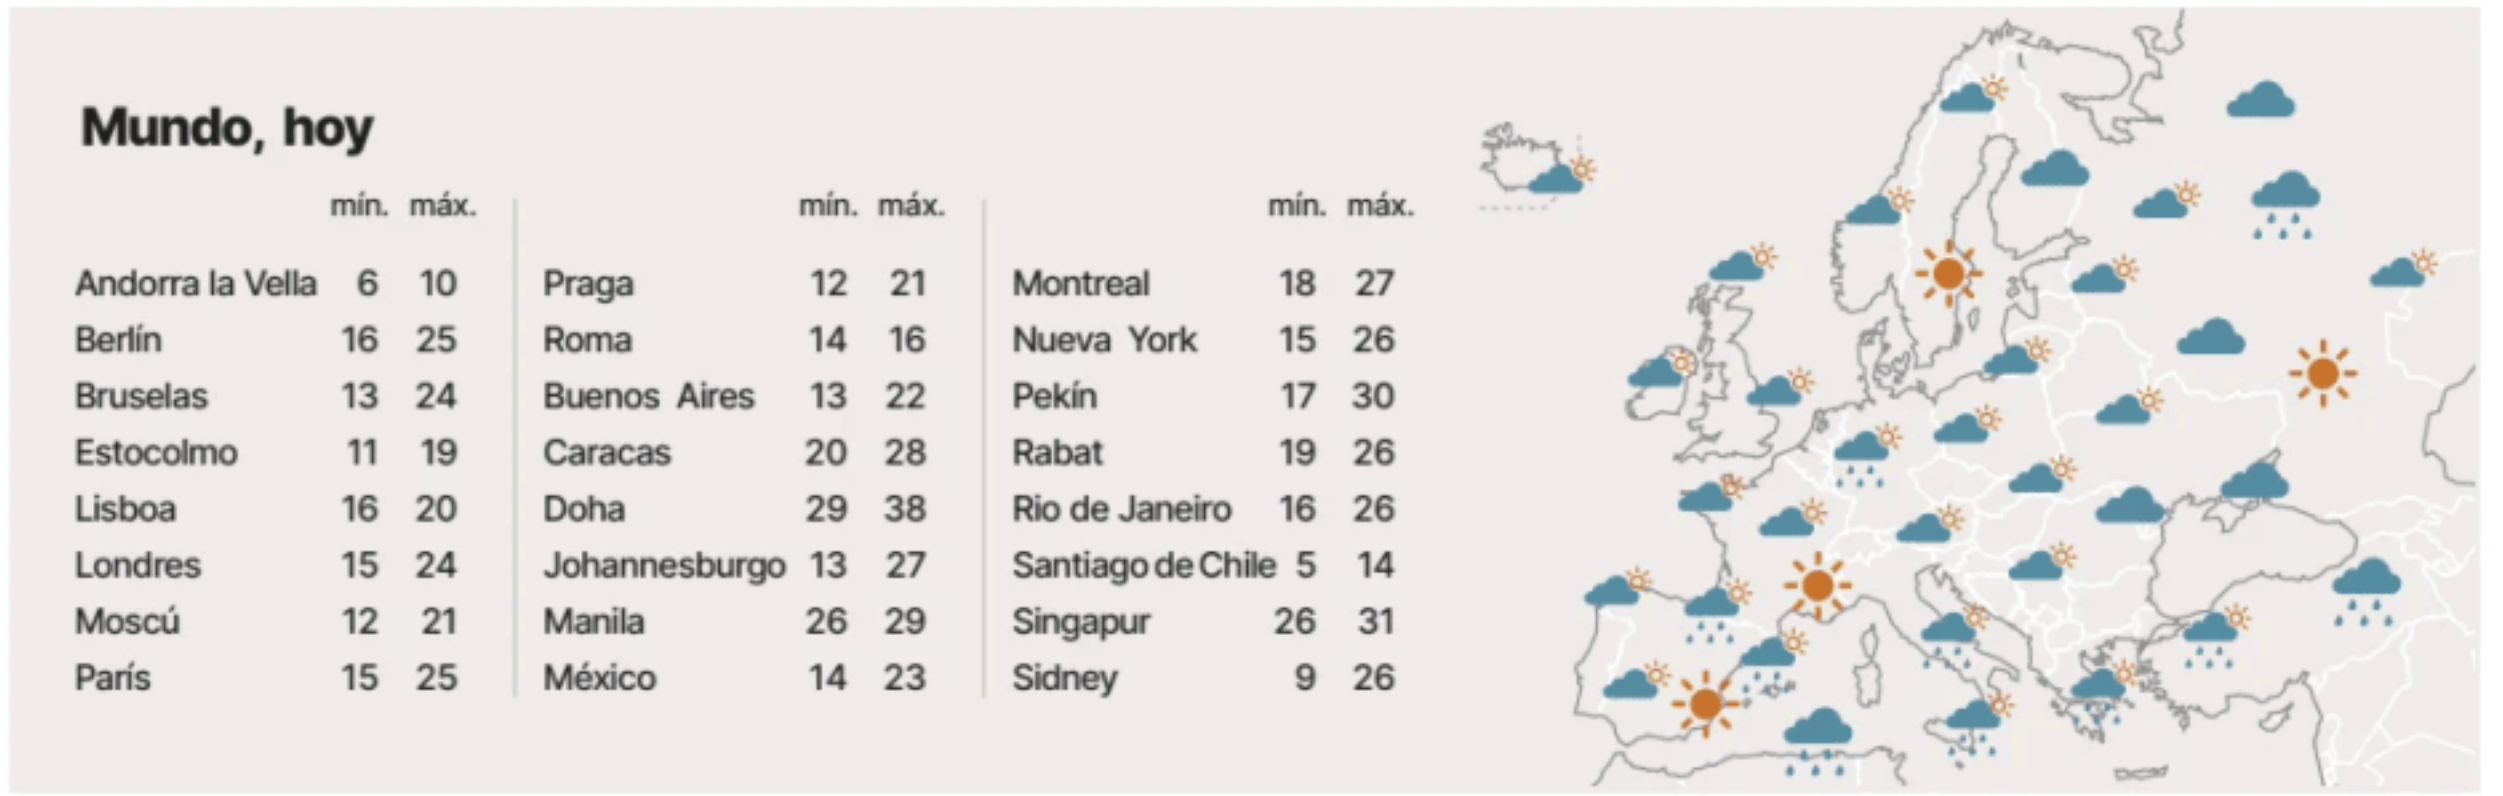 Mundo, hoy
mín. máx.
Andorra la Vella 6 10
Berlín 16 25
Bruselas 13 24
Estocolmo 11 19
Lisboa 16 20
Londres 15 24
Moscú 12 21
París 15 25
mín. máx.
Praga 12 21
Roma 14 16
Buenos Aires 13 22
Caracas 20 28
Doha 29 38
Johannesburgo 13 27
Manila 26 29
México 14 23
mín. máx.
Montreal 18 27
Nueva York 15 26
Pekín 17 30
Rabat 19 26
Rio de Janeiro 16 26
Santiago de Chile 5 14
Singapur 26 31
Sidney 9 26